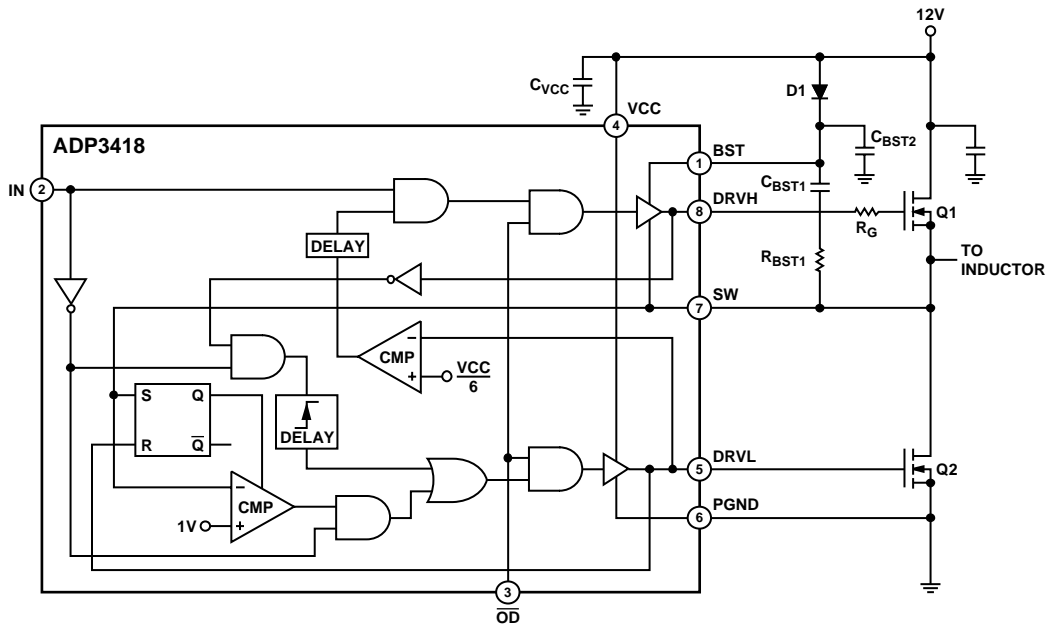 12V
D1
CVCC
VCC
4
ADP3418
BST
1
CBST2
CBST1
IN
2
DRVH
8
RG
Q1
DELAY
TO
INDUCTOR
RBST1
SW
7
–
CMP
+
VCC
6
S
Q
R
Q̅
DELAY
DRVL
5
Q2
–
CMP
+
1V
PGND
6
3
O̅D̅